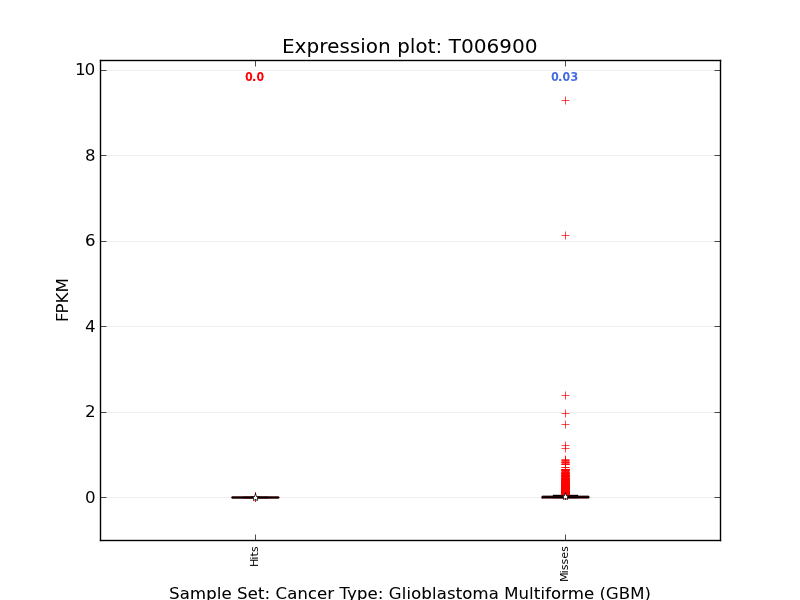 Expression plot: T006900
0.0
0.03
10
8
6
4
2
0
FPKM
Hits
Misses
Sample Set: Cancer Type: Glioblastoma Multiforme (GBM)